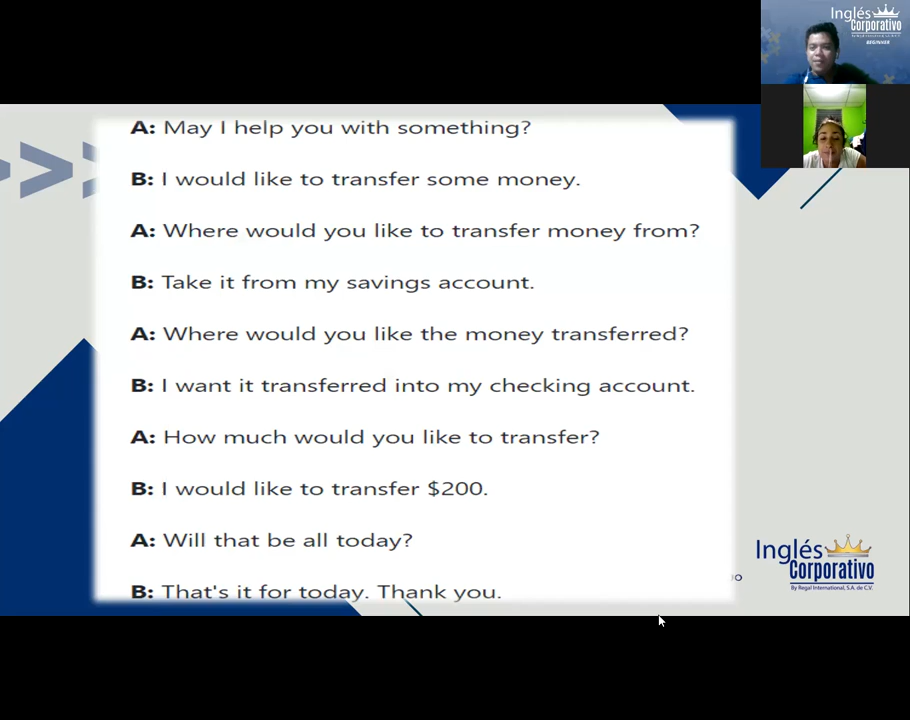 Inglés
Corporativo
BEGINNER
A: May I help you with something?
B: I would like to transfer some money.
A: Where would you like to transfer money from?
B: Take it from my savings account.
A: Where would you like the money transferred?
B: I want it transferred into my checking account.
A: How much would you like to transfer?
B: I would like to transfer $200.
A: Will that be all today?
B: That's it for today. Thank you.
Inglés
Corporativo
By Regal International, S.A. de C.V.